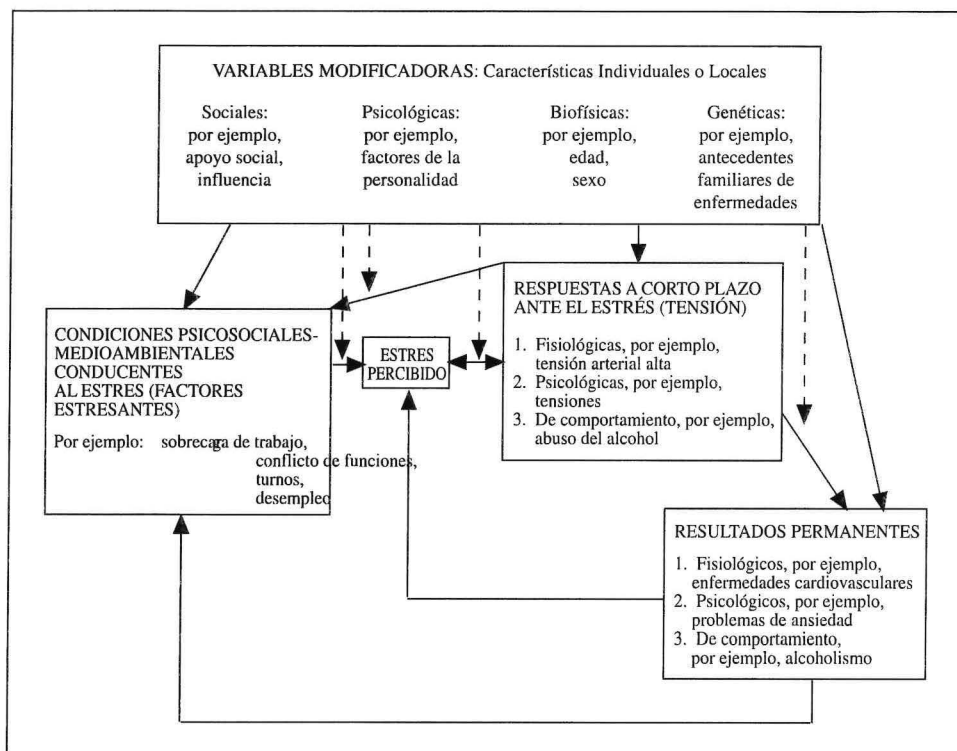 VARIABLES MODIFICADORAS: Características Individuales o Locales
Sociales:
por ejemplo,
apoyo social,
influencia
Psicológicas:
por ejemplo,
factores de la
personalidad
Biofísicas:
por ejemplo,
edad,
sexo
Genéticas:
por ejemplo,
antecedentes
familiares de
enfermedades
CONDICIONES PSICOSOCIALES-
MEDIOAMBIENTALES
CONDUCENTES
AL ESTRES (FACTORES
ESTRESANTES)
Por ejemplo: sobrecarga de trabajo,
conflicto de funciones,
turnos,
desempleo
ESTRES
PERCIBIDO
RESPUESTAS A CORTO PLAZO
ANTE EL ESTRÉS (TENSIÓN)
1. Fisiológicas, por ejemplo,
tensión arterial alta
2. Psicológicas, por ejemplo,
tensiones
3. De comportamiento, por ejemplo,
abuso del alcohol
RESULTADOS PERMANENTES
1. Fisiológicos, por ejemplo,
enfermedades cardiovasculares
2. Psicológicos, por ejemplo,
problemas de ansiedad
3. De comportamiento,
por ejemplo, alcoholismo